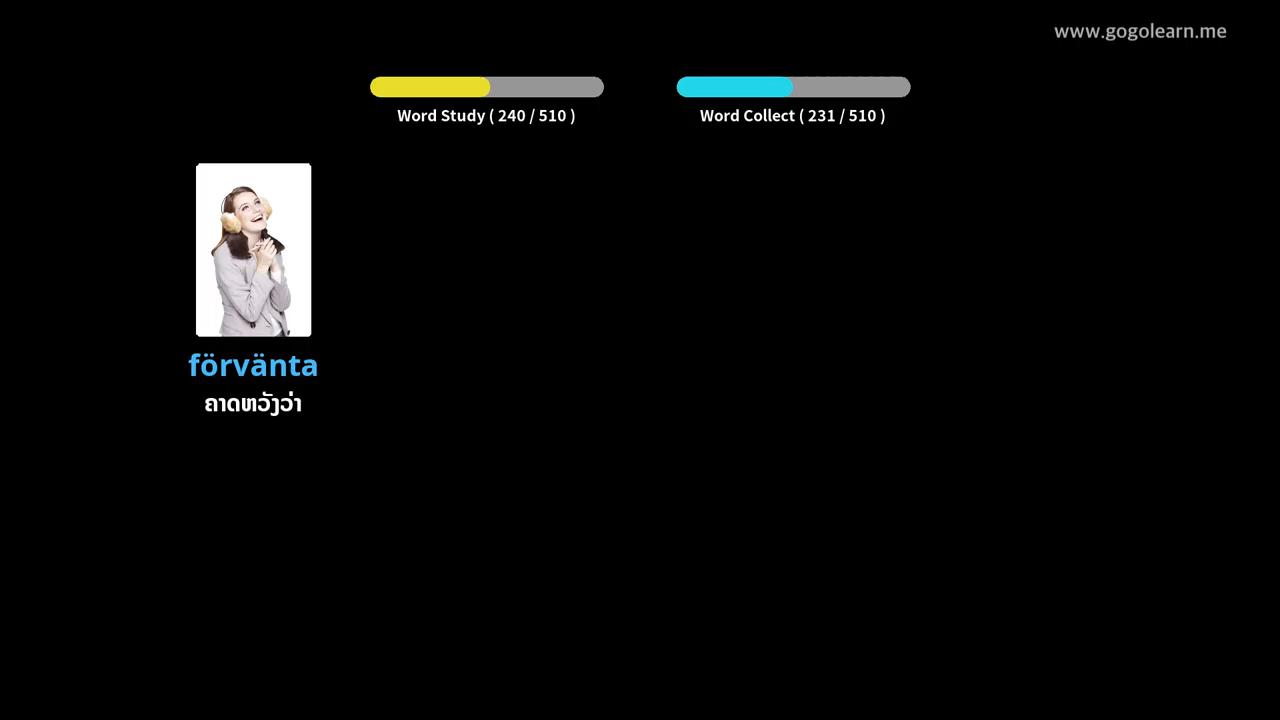 www.gogolearn.me
Word Study ( 240 / 510 )
Word Collect ( 231 / 510 )
förvänta
ຄາດຫວັງວ່າ